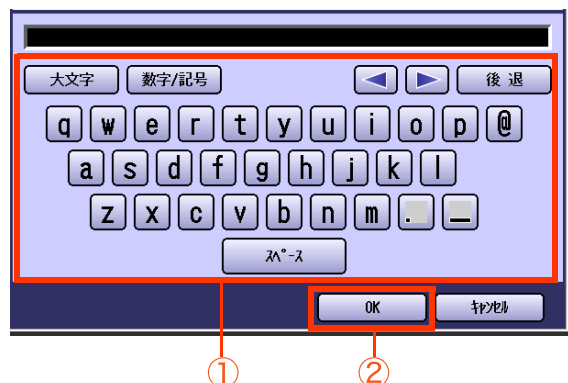 大文字 数字/記号 後 退
q w e r t y u i o p @
a s d f g h j k l
z x c v b n m . _
ｽﾍﾟｰｽ
OK ｷｬﾝｾﾙ
① ②